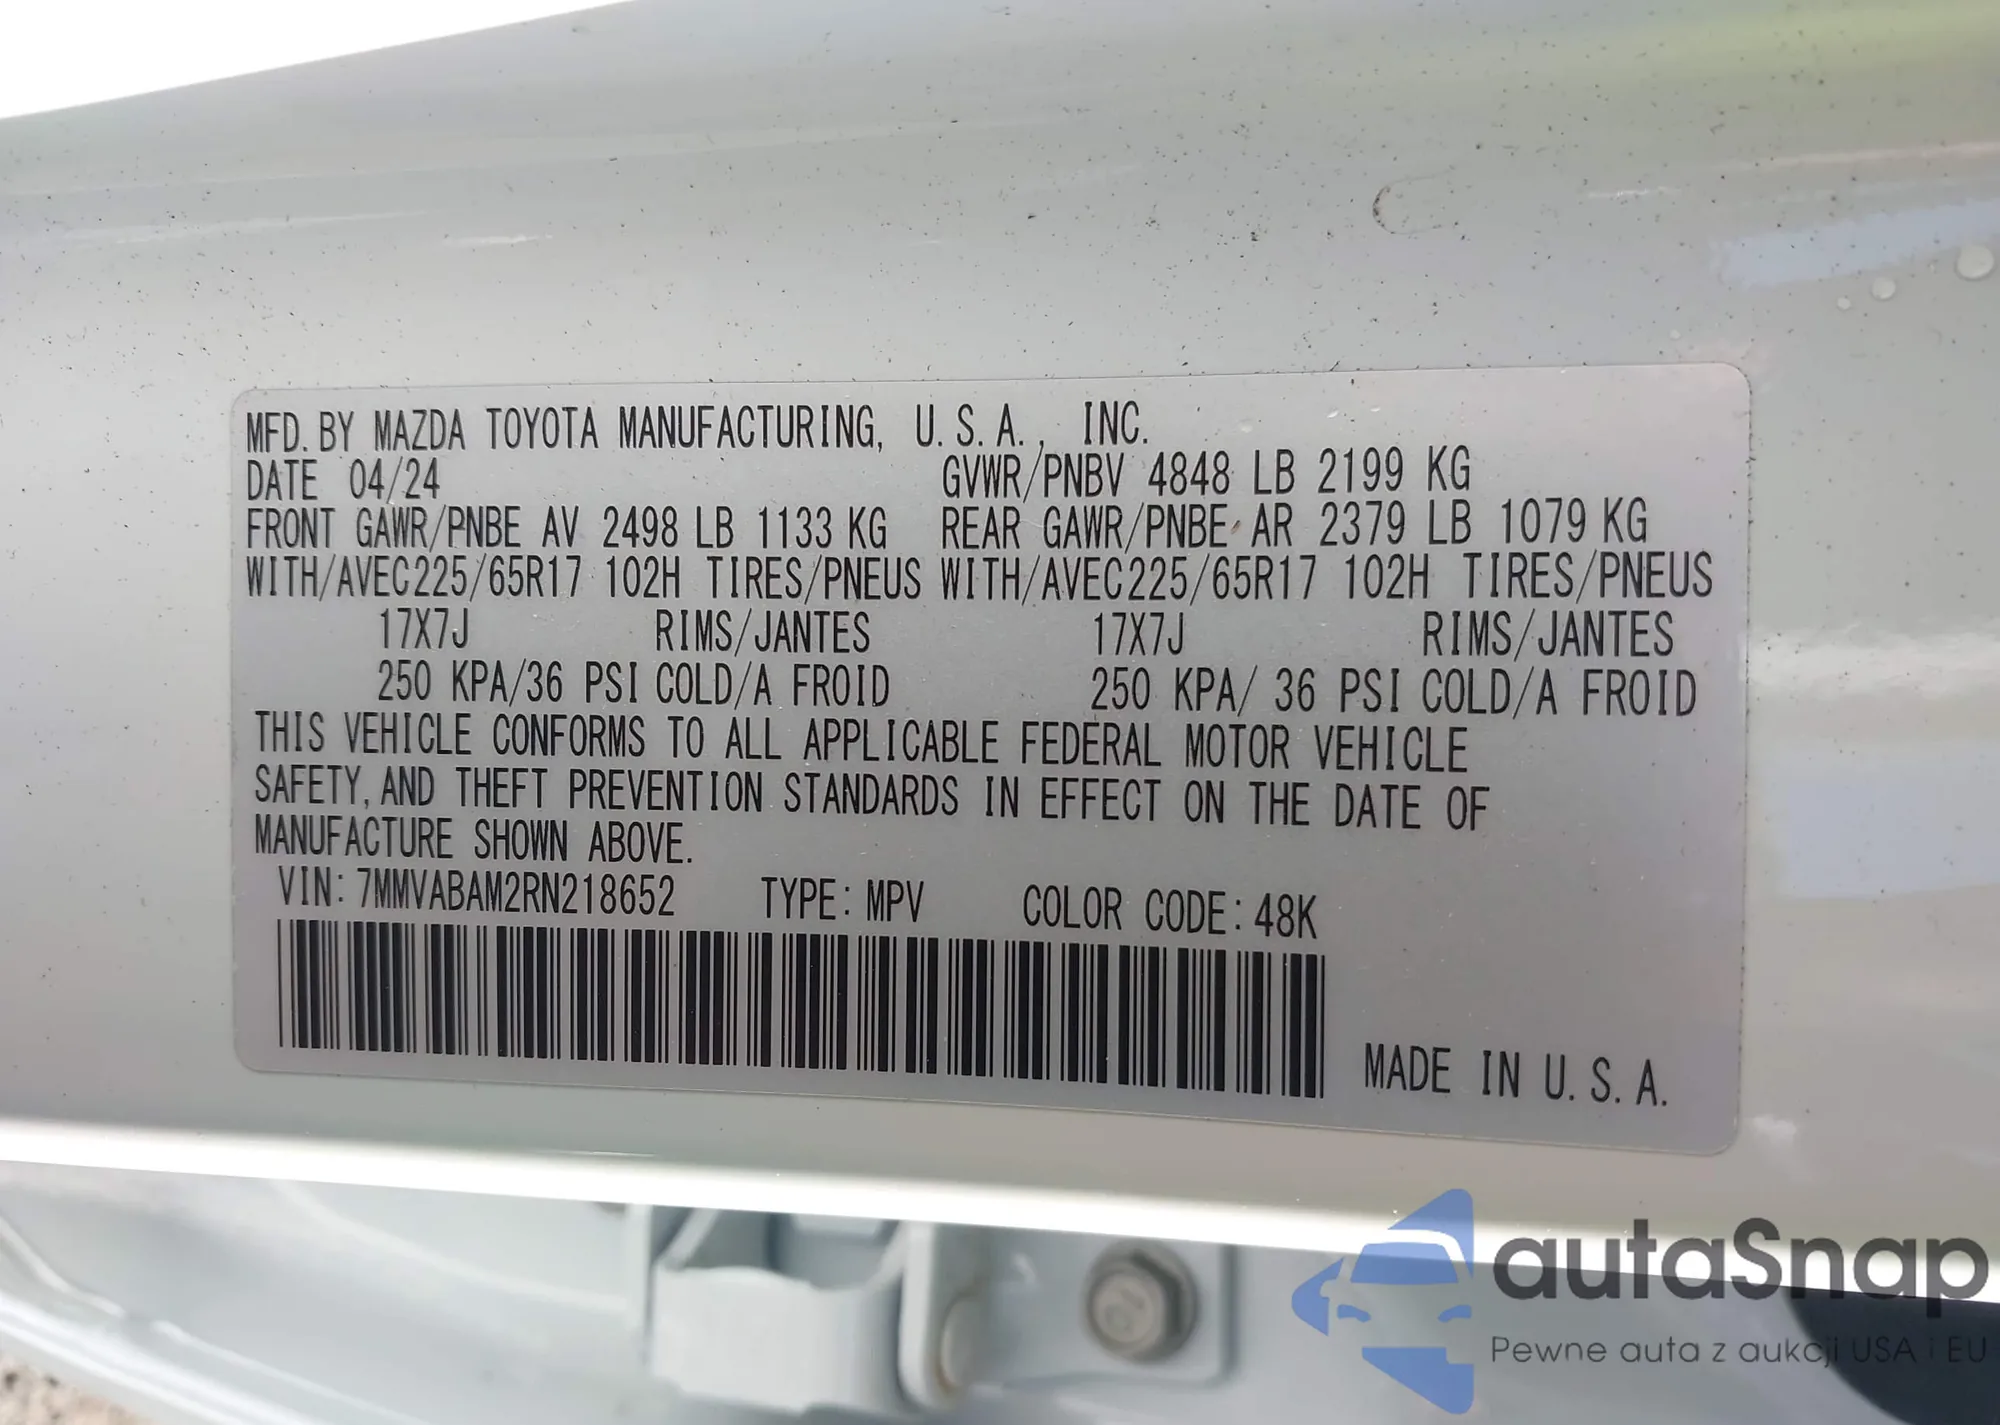 MFD. BY MAZDA TOYOTA MANUFACTURING, U.S.A., INC.
DATE 04/24 GVWR/PNBV 4848 LB 2199 KG
FRONT GAWR/PNBE AV 2498 LB 1133 KG REAR GAWR/PNBE AR 2379 LB 1079 KG
WITH/AVEC225/65R17 102H TIRES/PNEUS WITH/AVEC225/65R17 102H TIRES/PNEUS
17X7J RIMS/JANTES 17X7J RIMS/JANTES
250 KPA/36 PSI COLD/A FROID 250 KPA/ 36 PSI COLD/A FROID
THIS VEHICLE CONFORMS TO ALL APPLICABLE FEDERAL MOTOR VEHICLE
SAFETY, AND THEFT PREVENTION STANDARDS IN EFFECT ON THE DATE OF
MANUFACTURE SHOWN ABOVE.
VIN: 7MMVABAM2RN218652 TYPE: MPV COLOR CODE: 48K
MADE IN U.S.A.
autaSnap
Pewne auta z aukcji USA i EU